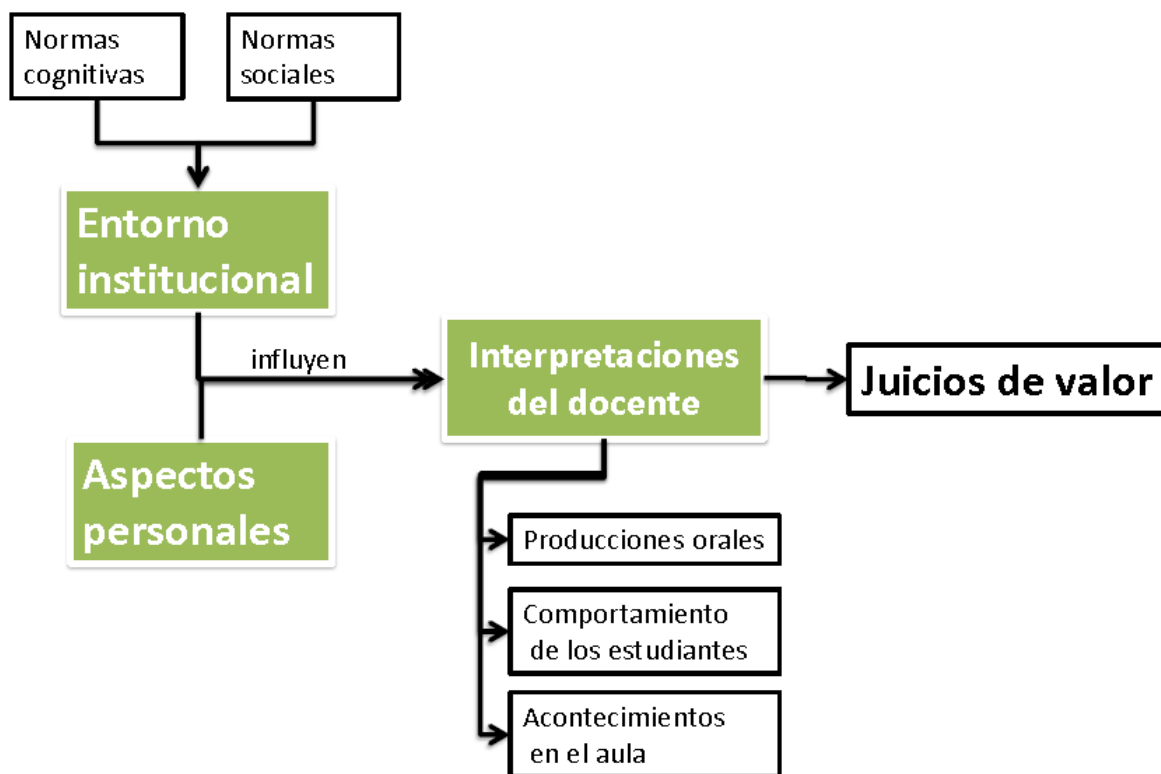 Normas
cognitivas
Normas
sociales
Entorno
institucional
influyen
Interpretaciones
del docente
Juicios de valor
Aspectos
personales
Producciones orales
Comportamiento
de los estudiantes
Acontecimientos
en el aula